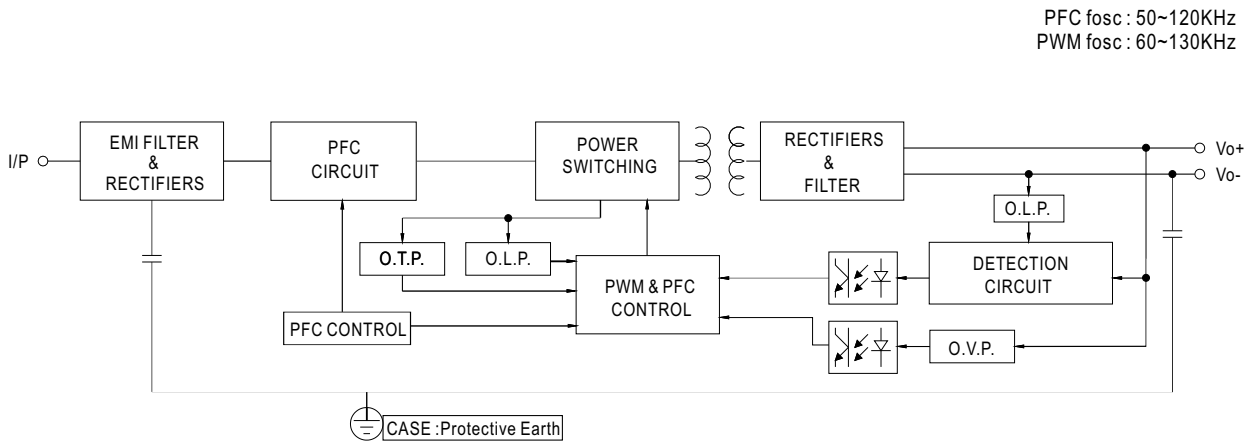 PFC fosc : 50~120KHz
PWM fosc : 60~130KHz
I/P
EMI FILTER
&
RECTIFIERS
PFC
CIRCUIT
POWER
SWITCHING
RECTIFIERS
&
FILTER
Vo+
Vo-
O.L.P.
O.T.P.
O.L.P.
PWM & PFC
CONTROL
DETECTION
CIRCUIT
PFC CONTROL
O.V.P.
CASE : Protective Earth